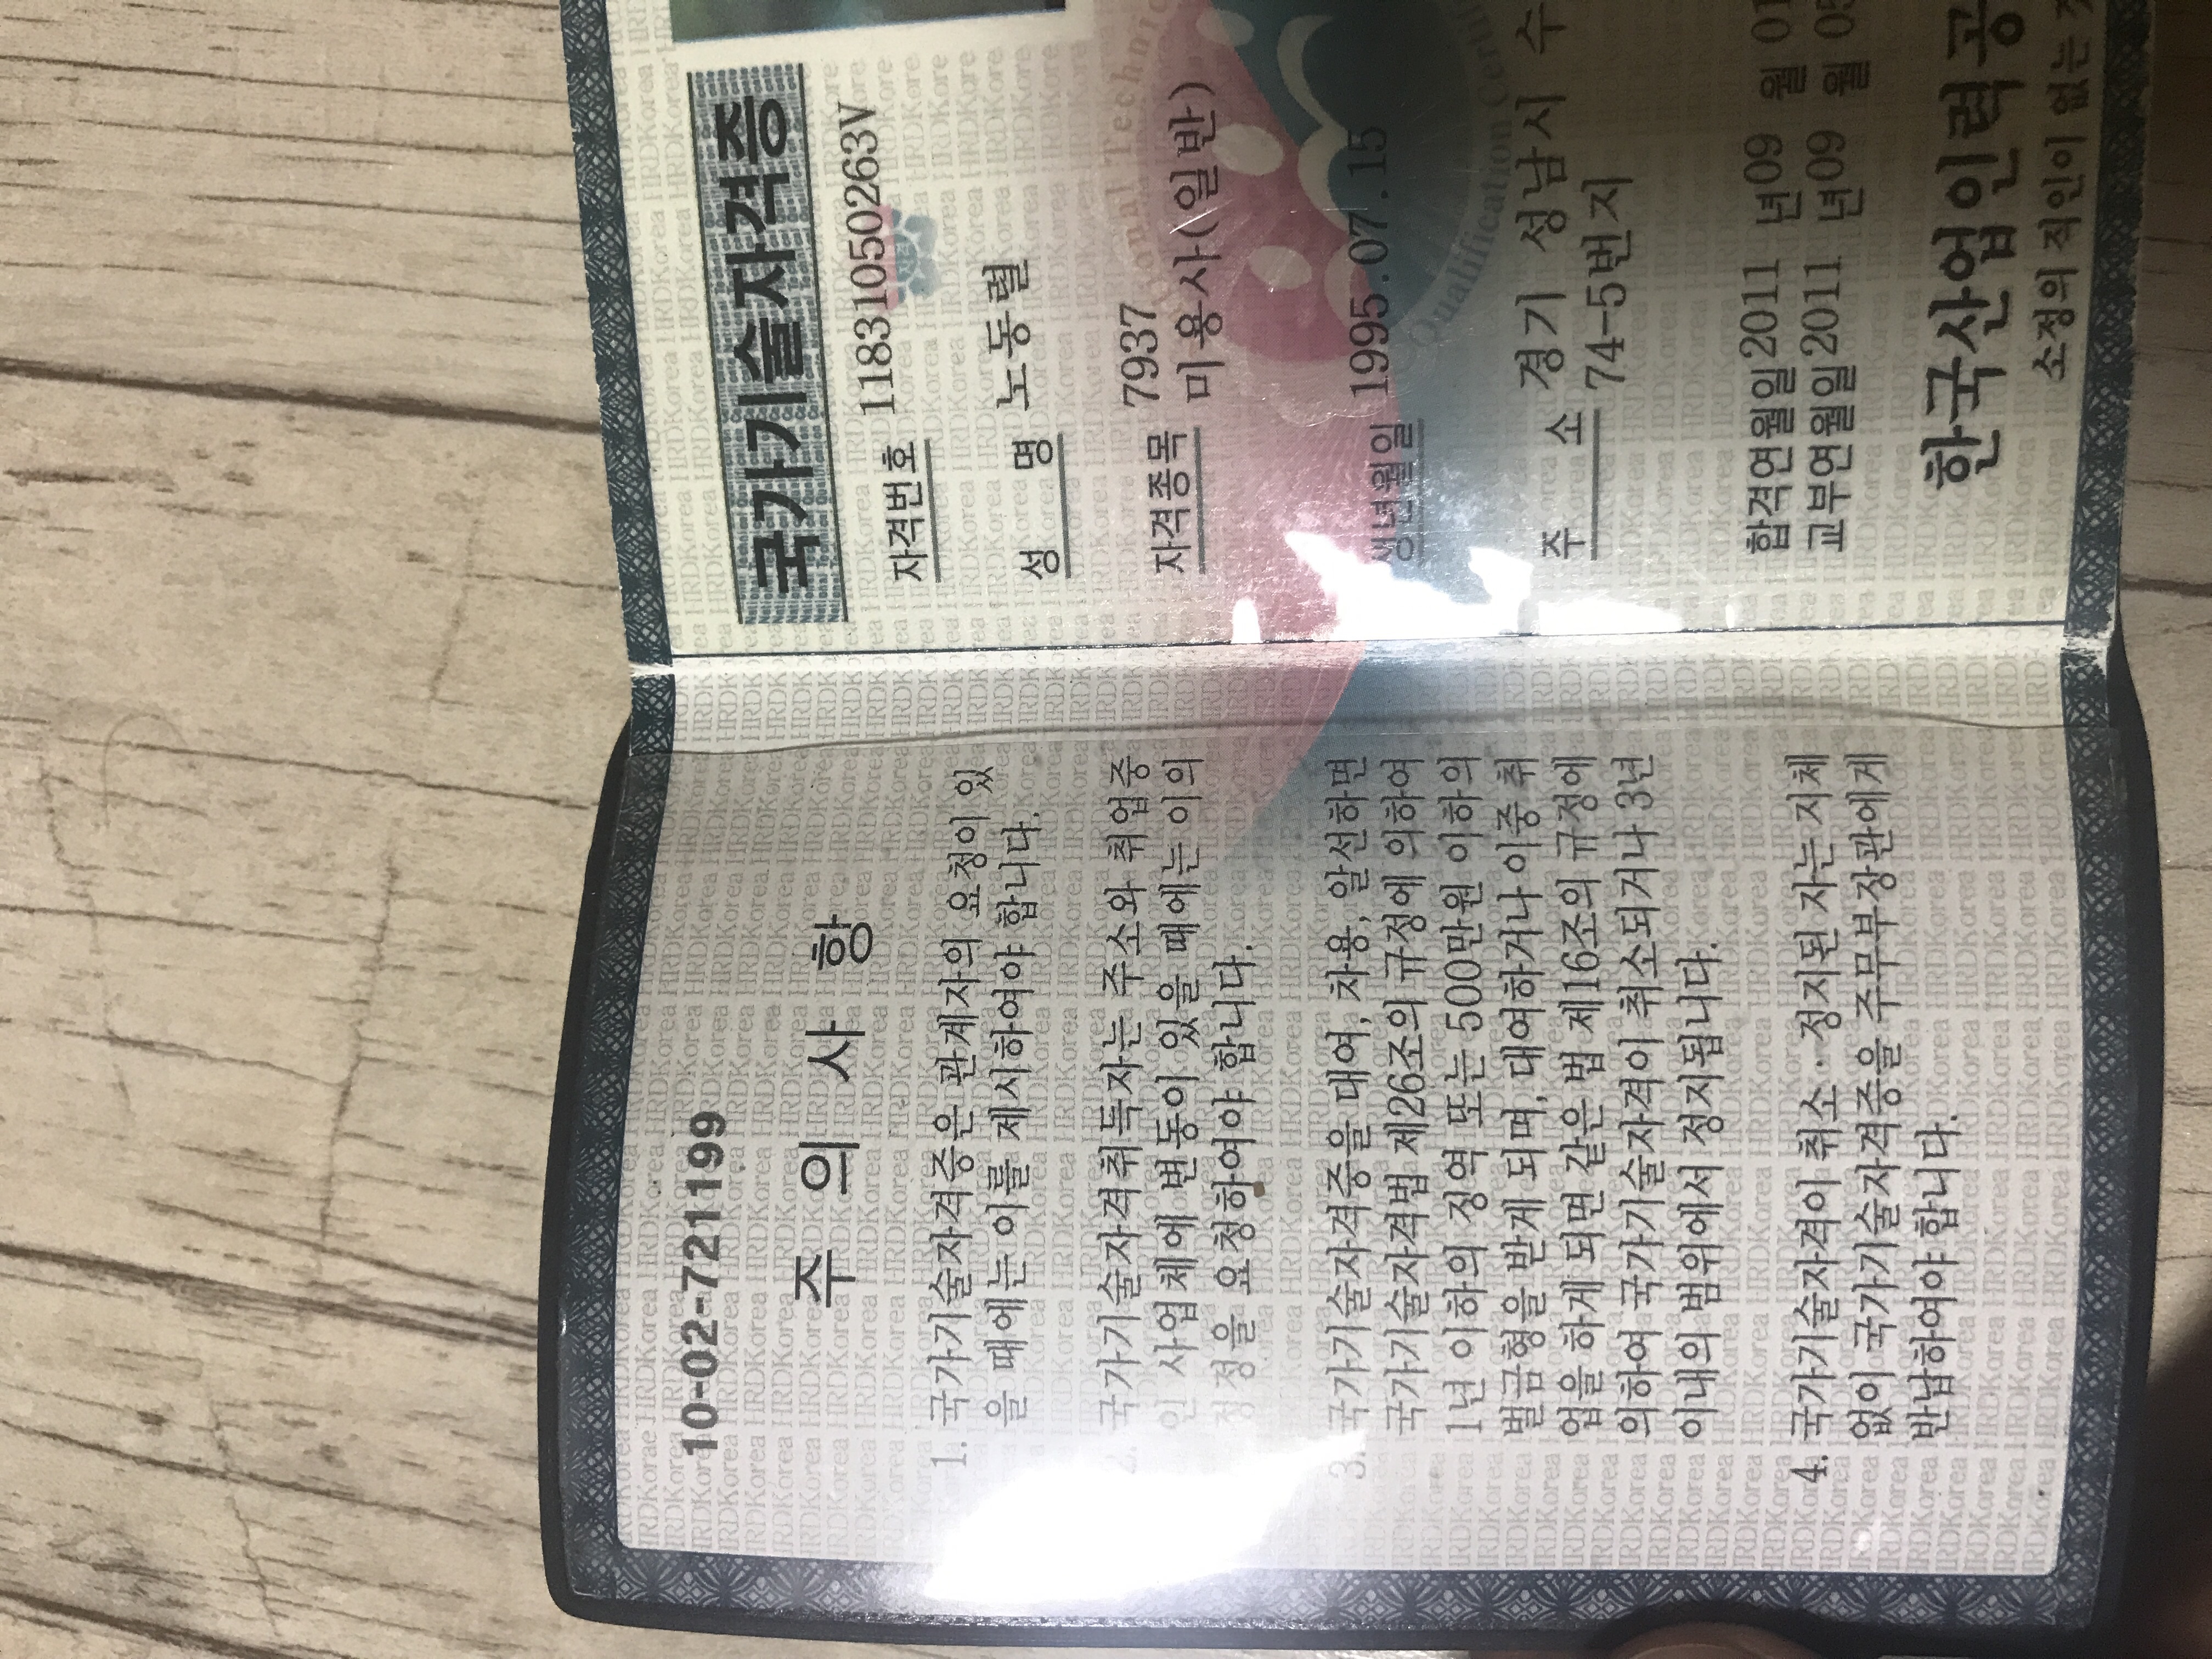 10-02-721199
주 의 사 항
1. 국가기술자격증은 관계자의 요청이 있
을 때에는 이를 제시하여야 합니다.
2. 국가기술자격취득자는 주소와 취업중
인 사업체에 변동이 있을 때에는 이의
정정을 요청하여야 합니다.
3. 국가기술자격증을 대여, 차용, 알선하면
국가기술자격법 제26조의 규정에 의하여
1년 이하의 징역 또는 500만원 이하의
벌금형을 받게 되며, 대여하거나 이중 취
업을 하게 되면 같은 법 제16조의 규정에
의하여 국가기술자격이 취소되거나 3년
이내의 범위에서 정지됩니다.
4. 국가기술자격이 취소·정지된 자는 지체
없이 국가기술자격증을 주무부장관에게
반납하여야 합니다.
국가기술자격증
자격번호 11831050263V
성 명 노동렬
자격종목 7937
미용사(일반)
생년월일 1995.07.15
주 소 경기 성남시 수
74-5번지
합격연월일 2011 년09 월 01
교부연월일 2011 년09 월 05
한국산업인력공
소정의 직인이 없는